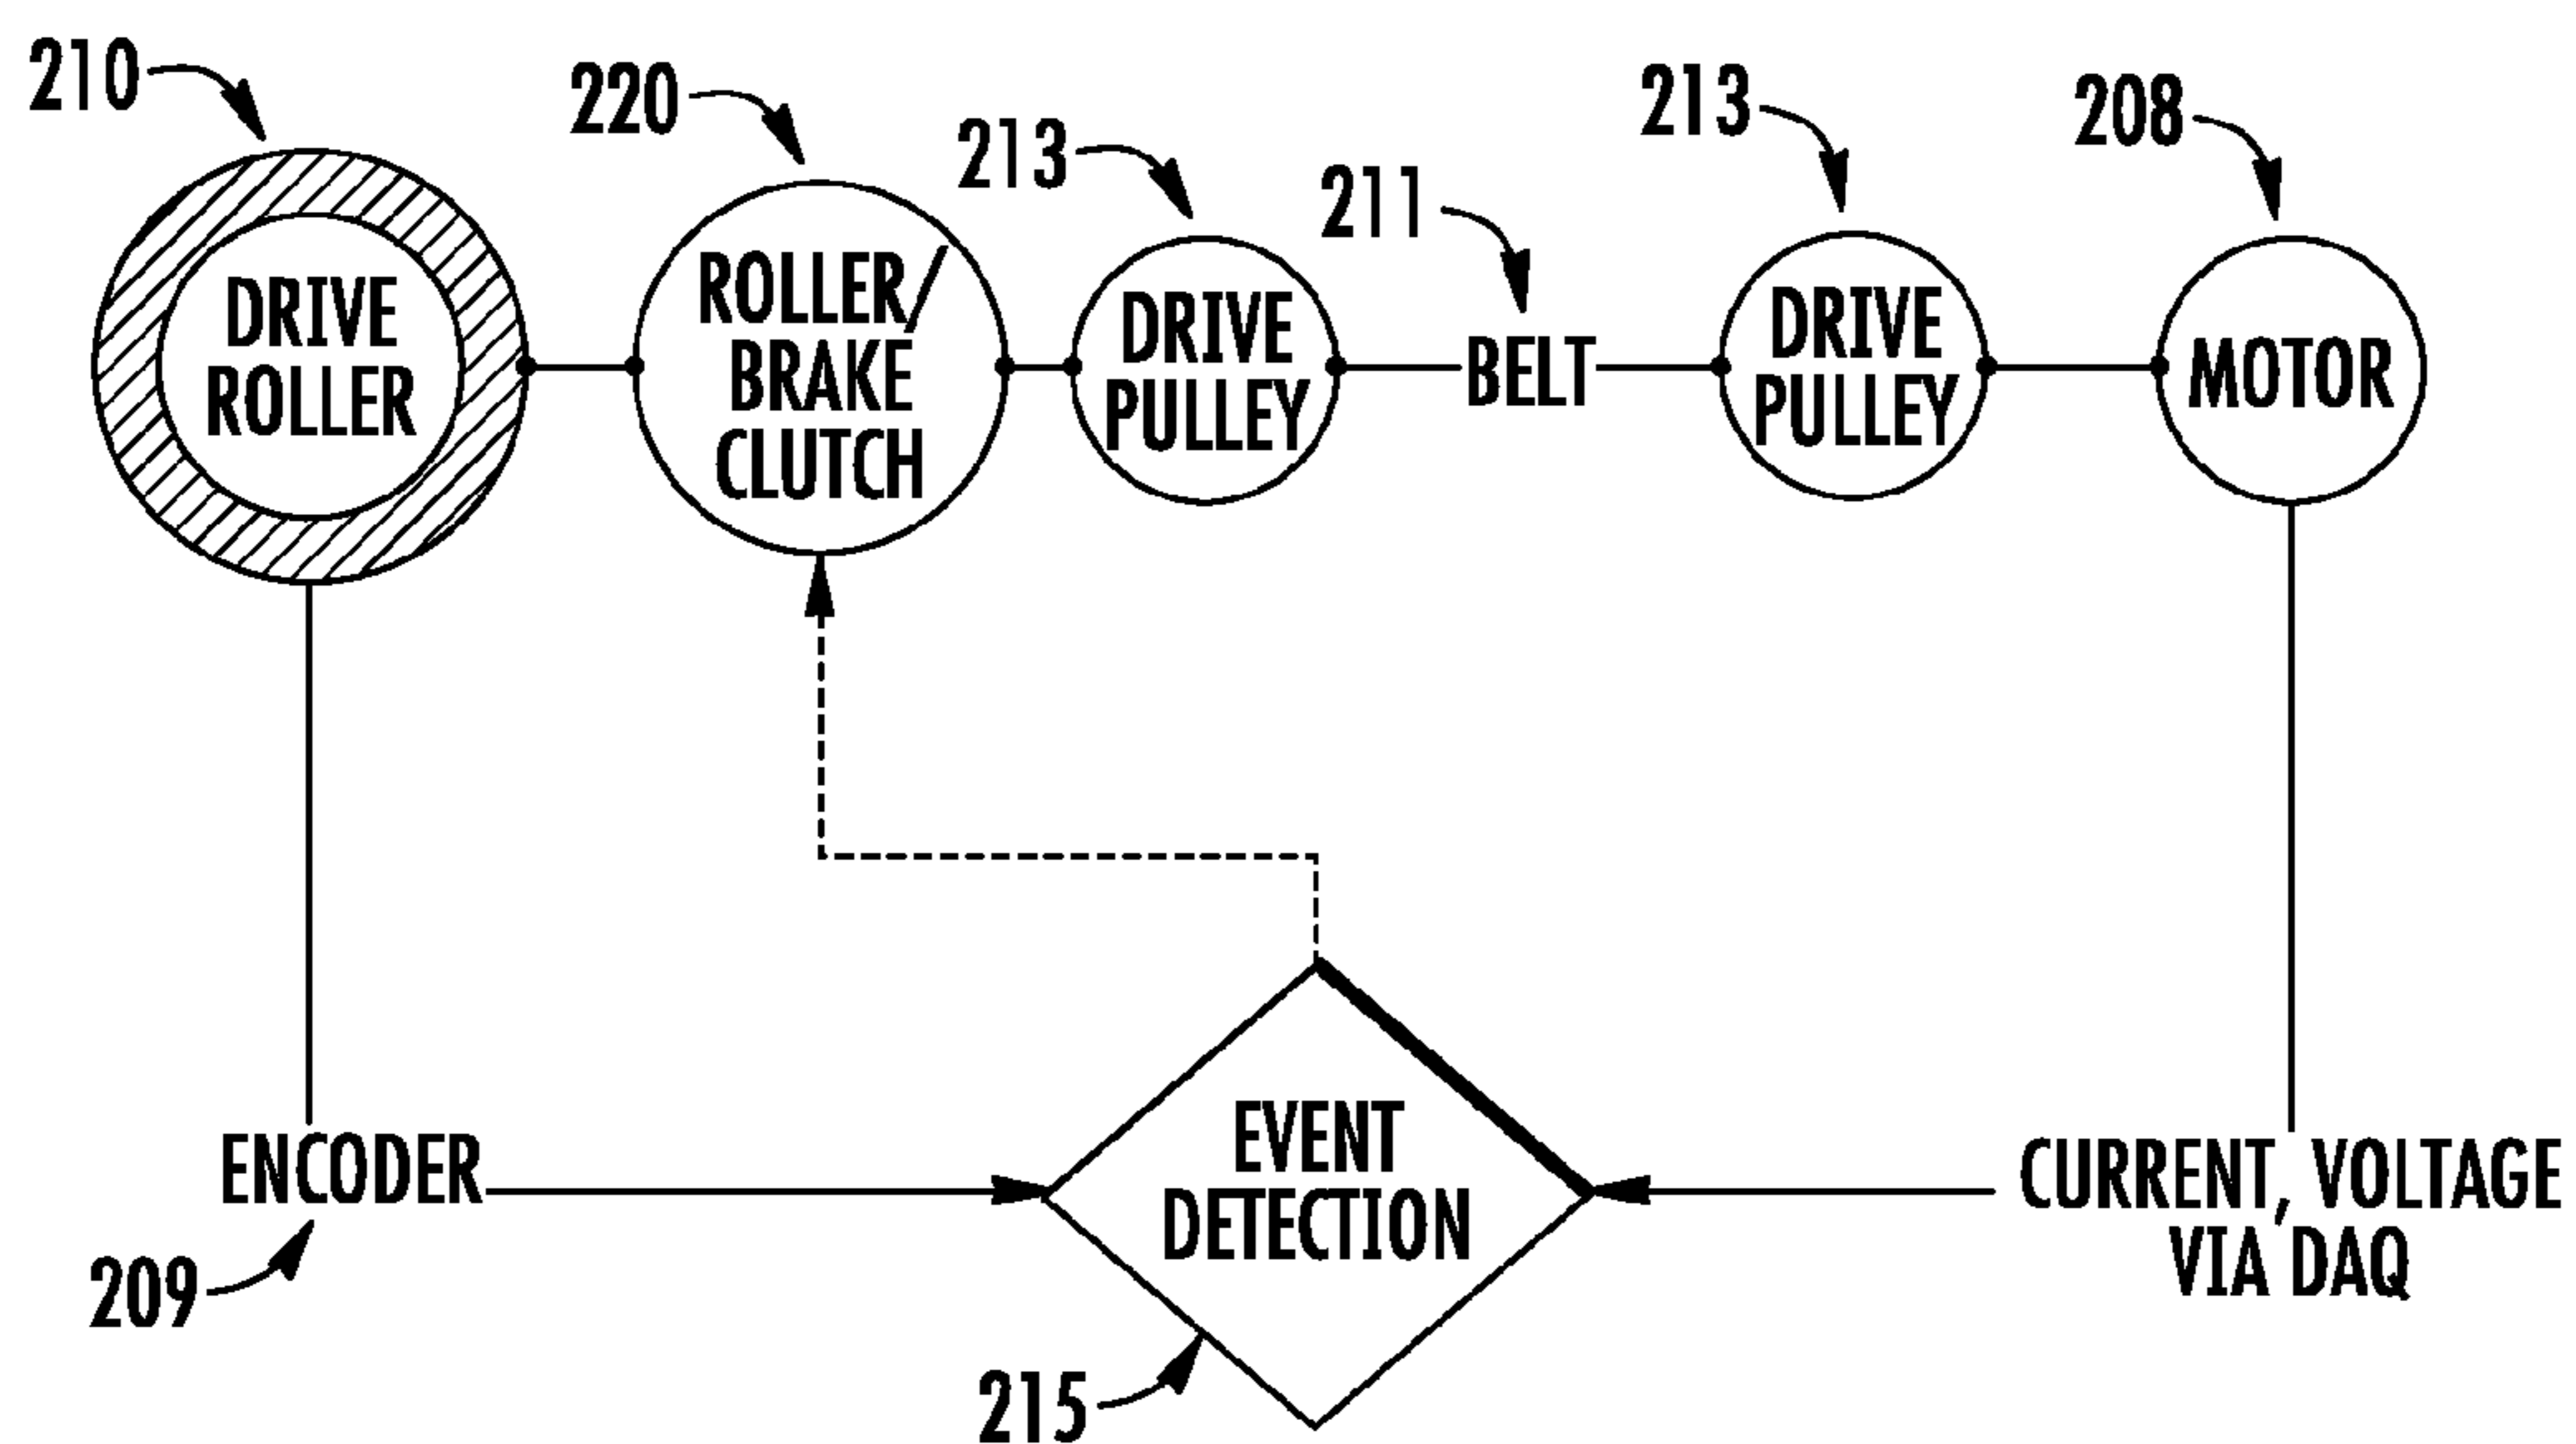 210
220
213
211
213
208
DRIVE
ROLLER
ROLLER/
BRAKE
CLUTCH
DRIVE
PULLEY
BELT
DRIVE
PULLEY
MOTOR
ENCODER
209
EVENT
DETECTION
215
CURRENT, VOLTAGE
VIA DAQ